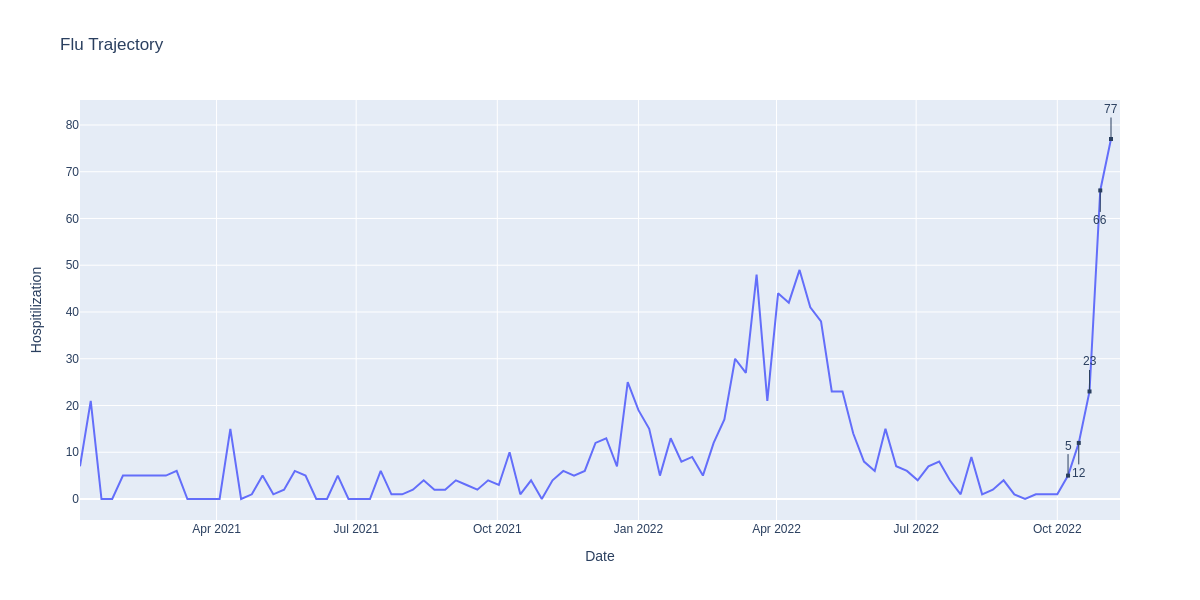 Flu Trajectory
77
80
70
66
60
50
Hospitilization
40
23
30
20
5
10
12
0
Apr 2021
Jul 2021
Oct 2021
Jan 2022
Apr 2022
Jul 2022
Oct 2022
Date